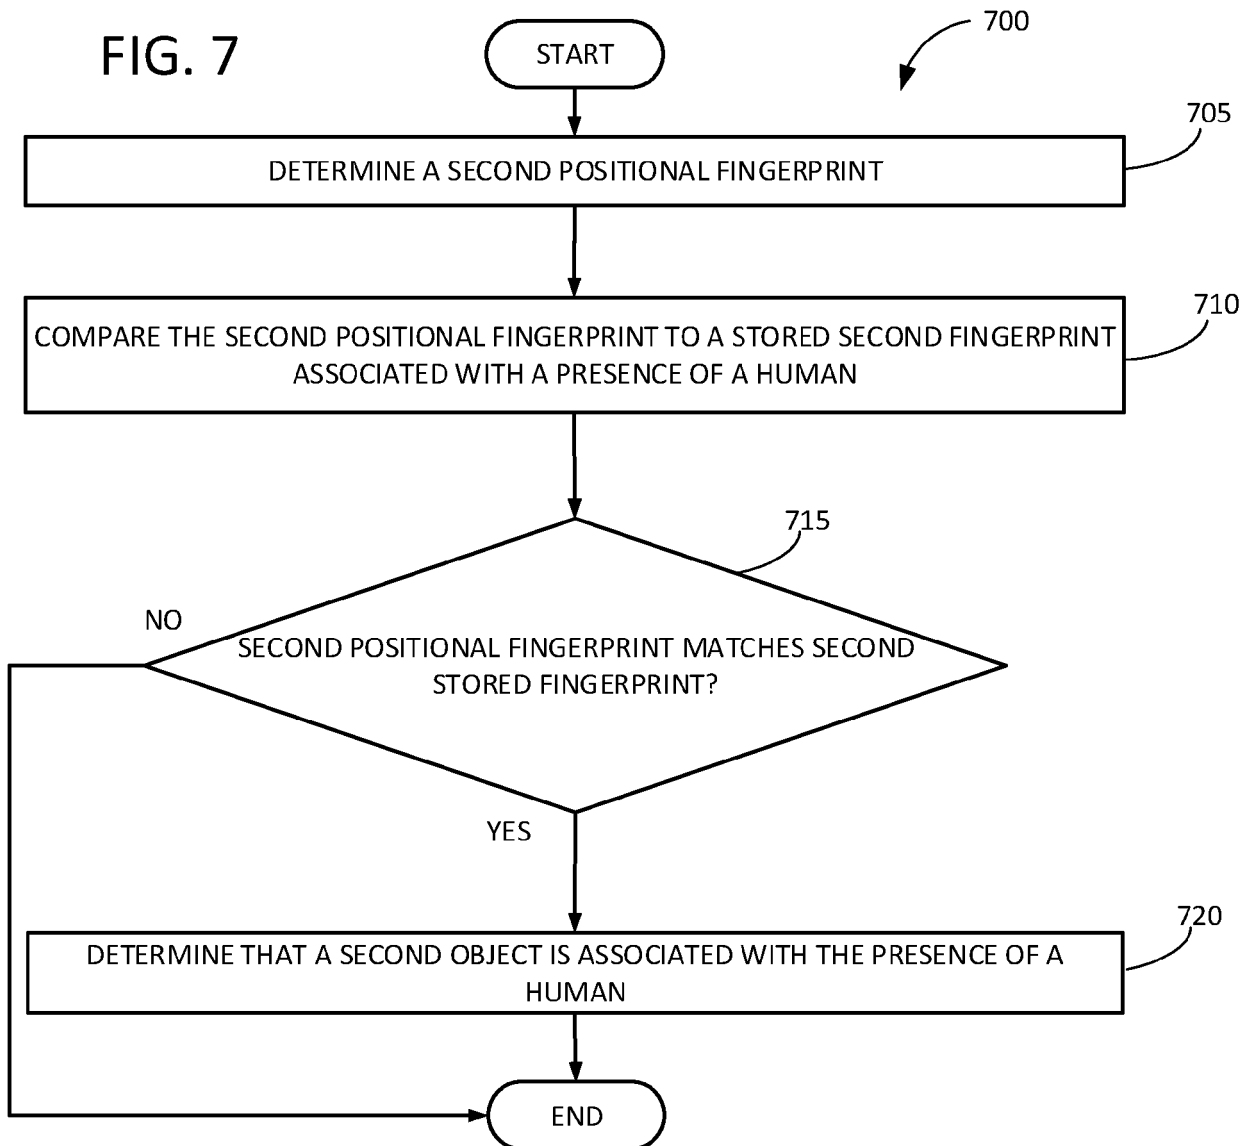 FIG. 7
START
700
705
DETERMINE A SECOND POSITIONAL FINGERPRINT
710
COMPARE THE SECOND POSITIONAL FINGERPRINT TO A STORED SECOND FINGERPRINT
ASSOCIATED WITH A PRESENCE OF A HUMAN
715
NO
SECOND POSITIONAL FINGERPRINT MATCHES SECOND
STORED FINGERPRINT?
YES
720
DETERMINE THAT A SECOND OBJECT IS ASSOCIATED WITH THE PRESENCE OF A
HUMAN
END